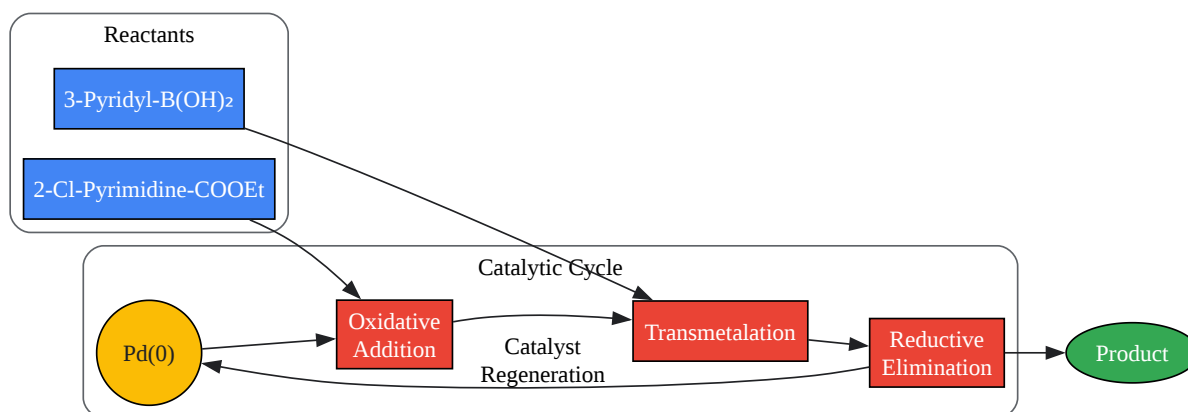 Reactants
3-Pyridyl-B(OH)₂
2-Cl-Pyrimidine-COOEt
Catalytic Cycle
Pd(0)
Oxidative
Addition
Transmetalation
Reductive
Elimination
Catalyst
Regeneration
Product